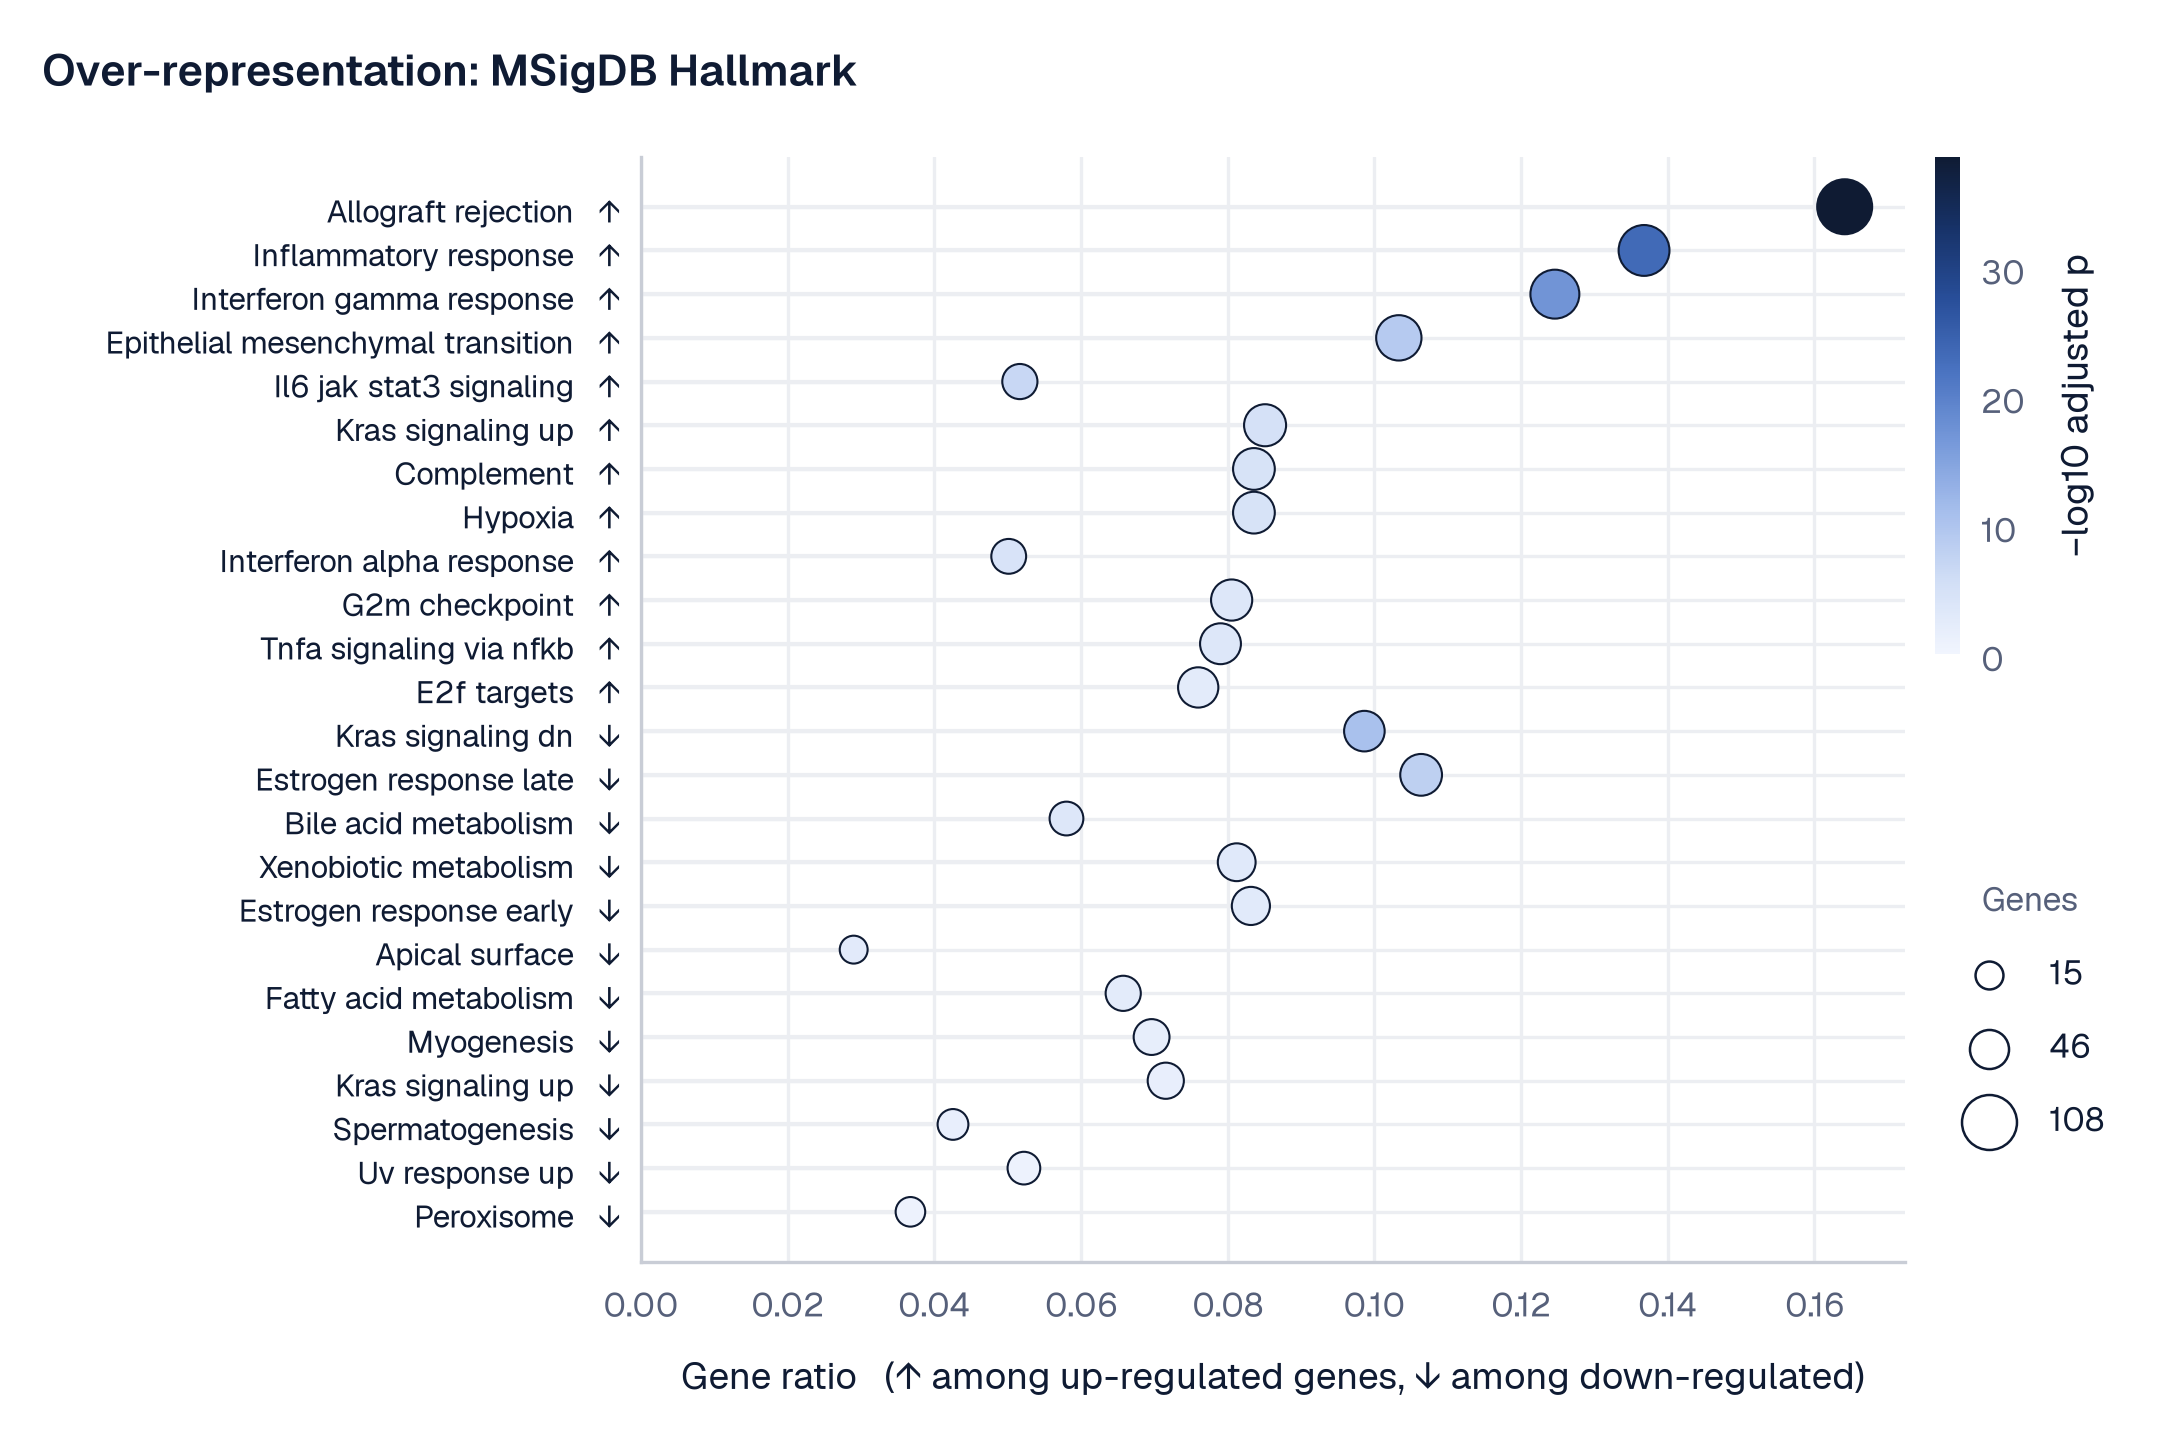 Over-representation: MSigDB Hallmark
Allograft rejection ↑
Inflammatory response ↑
Interferon gamma response ↑
Epithelial mesenchymal transition ↑
Il6 jak stat3 signaling ↑
Kras signaling up ↑
Complement ↑
Hypoxia ↑
Interferon alpha response ↑
G2m checkpoint ↑
Tnfa signaling via nfkb ↑
E2f targets ↑
Kras signaling dn ↓
Estrogen response late ↓
Bile acid metabolism ↓
Xenobiotic metabolism ↓
Estrogen response early ↓
Apical surface ↓
Fatty acid metabolism ↓
Myogenesis ↓
Kras signaling up ↓
Spermatogenesis ↓
Uv response up ↓
Peroxisome ↓
0.00 0.02 0.04 0.06 0.08 0.10 0.12 0.14 0.16
Gene ratio (↑ among up-regulated genes, ↓ among down-regulated)
30
20
10
0
−log10 adjusted p
Genes
15
46
108